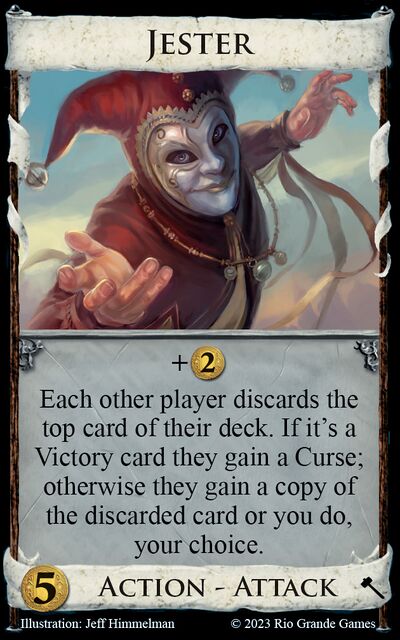 Jester
+2
Each other player discards the
top card of their deck. If it's a
Victory card they gain a Curse;
otherwise they gain a copy of
the discarded card or you do,
your choice.
5 Action - Attack
Illustration: Jeff Himmelman © 2023 Rio Grande Games